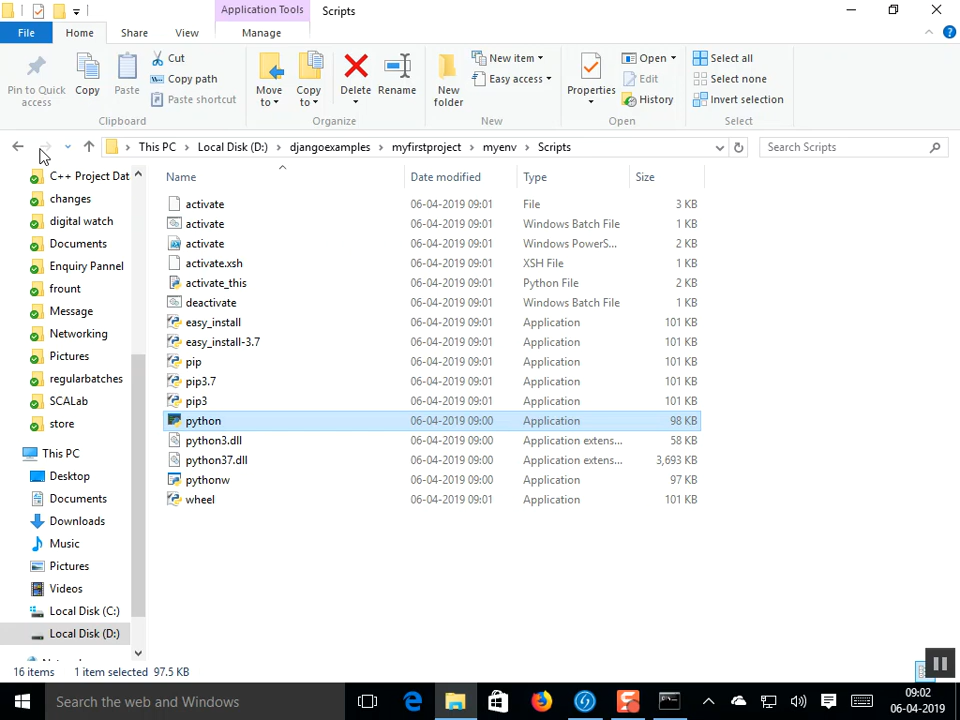 Application Tools Scripts
File Home Share View Manage
Pin to Quick access
Copy
Paste
Cut
Copy path
Paste shortcut
Clipboard
Move to
Copy to
Delete
Rename
Organize
New folder
New item
Easy access
New
Properties
Open
Edit
History
Open
Select all
Select none
Invert selection
Select
This PC Local Disk (D:) djangoexamples myfirstproject myenv Scripts
Search Scripts
C++ Project Dat
changes
digital watch
Documents
Enquiry Pannel
frount
Message
Networking
Pictures
regularbatches
SCALab
store
This PC
Desktop
Documents
Downloads
Music
Pictures
Videos
Local Disk (C:)
Local Disk (D:)
Name Date modified Type Size
activate 06-04-2019 09:01 File 3 KB
activate 06-04-2019 09:01 Windows Batch File 1 KB
activate 06-04-2019 09:01 Windows PowerS... 2 KB
activate.xsh 06-04-2019 09:01 XSH File 1 KB
activate_this 06-04-2019 09:01 Python File 2 KB
deactivate 06-04-2019 09:01 Windows Batch File 1 KB
easy_install 06-04-2019 09:01 Application 101 KB
easy_install-3.7 06-04-2019 09:01 Application 101 KB
pip 06-04-2019 09:01 Application 101 KB
pip3.7 06-04-2019 09:01 Application 101 KB
pip3 06-04-2019 09:01 Application 101 KB
python 06-04-2019 09:00 Application 98 KB
python3.dll 06-04-2019 09:00 Application extens... 58 KB
python37.dll 06-04-2019 09:00 Application extens... 3,693 KB
pythonw 06-04-2019 09:00 Application 97 KB
wheel 06-04-2019 09:01 Application 101 KB
16 items 1 item selected 97.5 KB
Search the web and Windows
09:02
06-04-2019